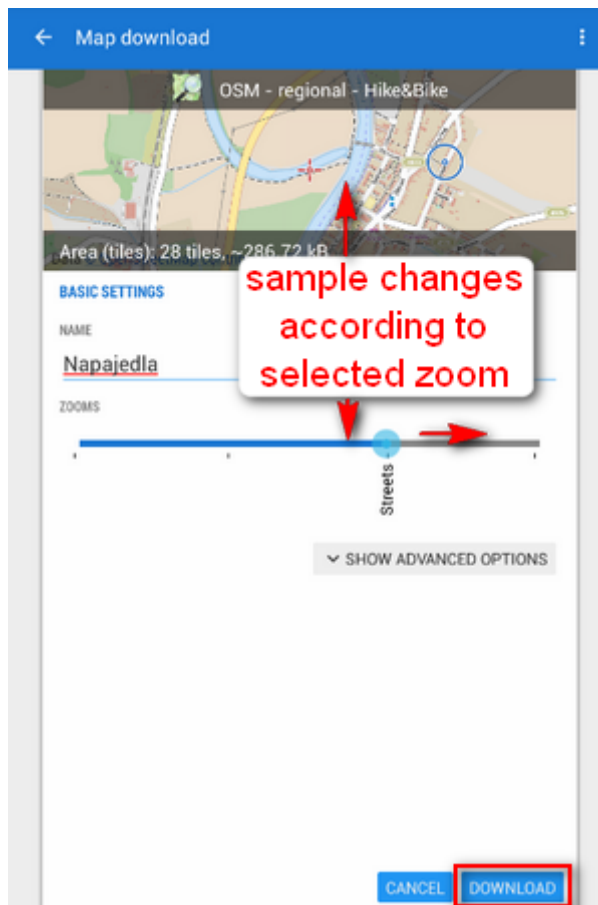 Map download
OSM - regional - Hike&Bike
Area (tiles): 28 tiles, ~286.72 kB
sample changes
according to
selected zoom
BASIC SETTINGS
NAME
Napajedla
ZOOMS
Streets
SHOW ADVANCED OPTIONS
CANCEL DOWNLOAD